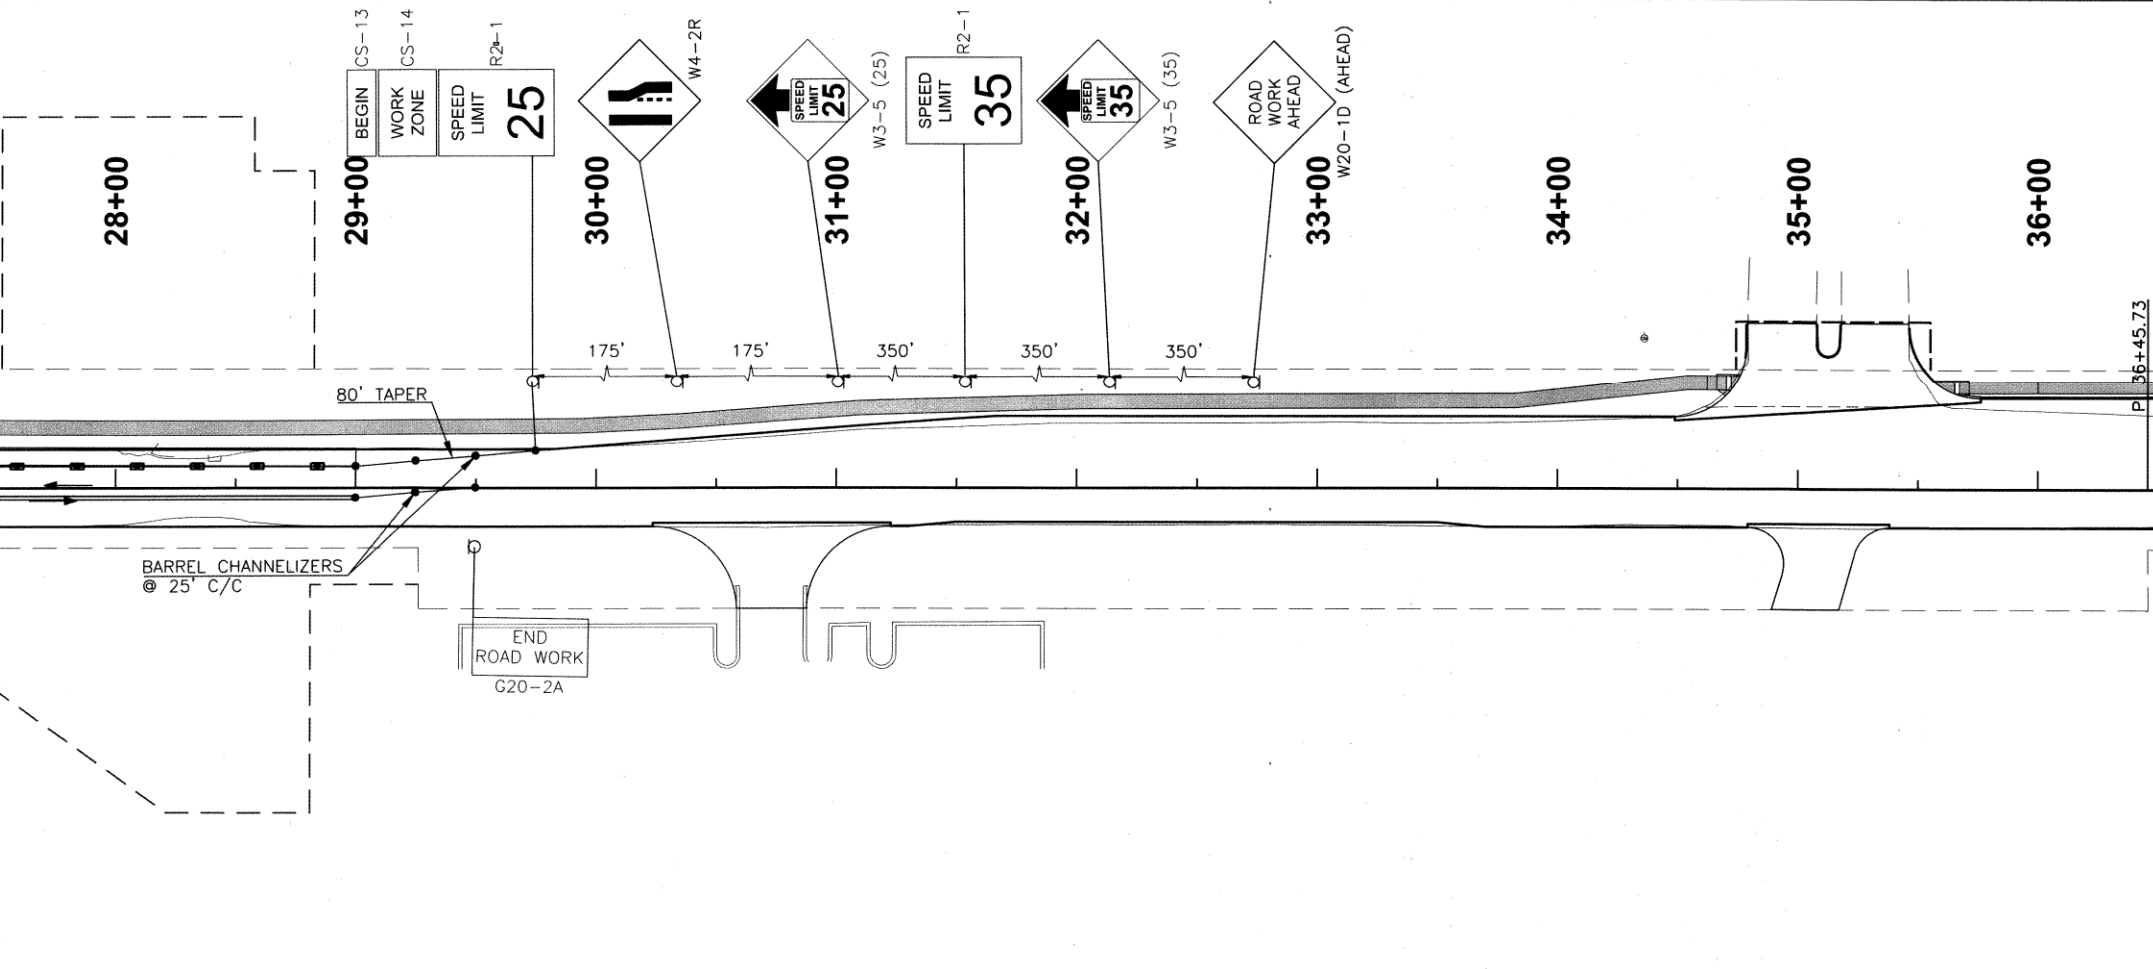 CS-13
CS-14
R2-1
BEGIN
WORK
ZONE
SPEED
LIMIT
25
W4-2R
SPEED
LIMIT
25
W3-5 (25)
R2-1
SPEED
LIMIT
35
SPEED
LIMIT
35
W3-5 (35)
ROAD
WORK
AHEAD
W20-1D (AHEAD)
28+00
29+00
30+00
31+00
32+00
33+00
34+00
35+00
36+00
175'
175'
350'
350'
350'
80' TAPER
P 36+45.73
BARREL CHANNELIZERS
@ 25' C/C
END
ROAD WORK
G20-2A